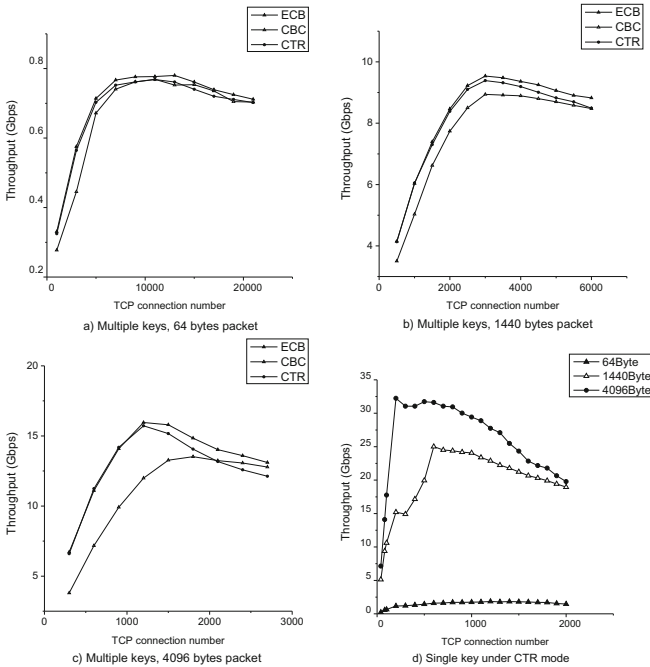 ECB
CBC
CTR
Throughput (Gbps)
0.8
0.6
0.4
0.2
0
10000
20000
TCP connection number
a) Multiple keys, 64 bytes packet
ECB
CBC
CTR
Throughput (Gbps)
10
8
6
4
0
2000
4000
6000
TCP connection number
b) Multiple keys, 1440 bytes packet
ECB
CBC
CTR
Throughput (Gbps)
20
15
10
5
0
1000
2000
3000
TCP connection number
c) Multiple keys, 4096 bytes packet
64Byte
1440Byte
4096Byte
Throughput (Gbps)
35
30
25
20
15
10
5
0
0
1000
2000
TCP connection number
d) Single key under CTR mode